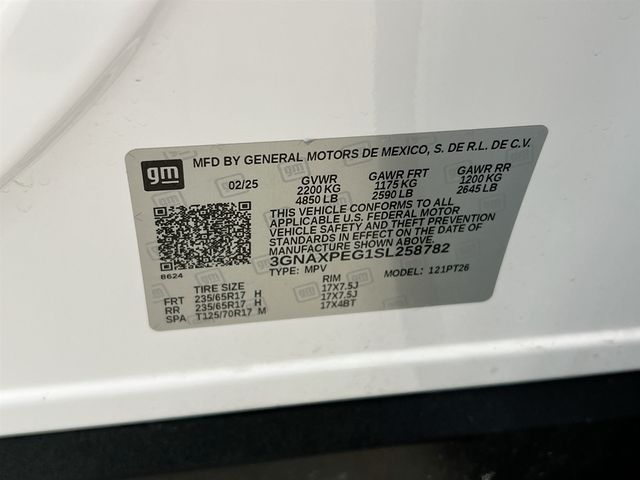 gm
MFD BY GENERAL MOTORS DE MEXICO, S. DE R.L. DE C.V.
02/25 GVWR GAWR FRT GAWR RR
2200 KG 1175 KG 1200 KG
4850 LB 2590 LB 2645 LB
THIS VEHICLE CONFORMS TO ALL
APPLICABLE U.S. FEDERAL MOTOR
VEHICLE SAFETY AND THEFT PREVENTION
STANDARDS IN EFFECT ON THE DATE OF
MANUFACTURE SHOWN ABOVE.
3GNAXPEG1SL258782
8624
TYPE: MPV MODEL: 121PT26
TIRE SIZE RIM
FRT 235/65R17 H 17X7.5J
RR 235/65R17 H 17X7.5J
SPA T125/70R17 M 17X4BT